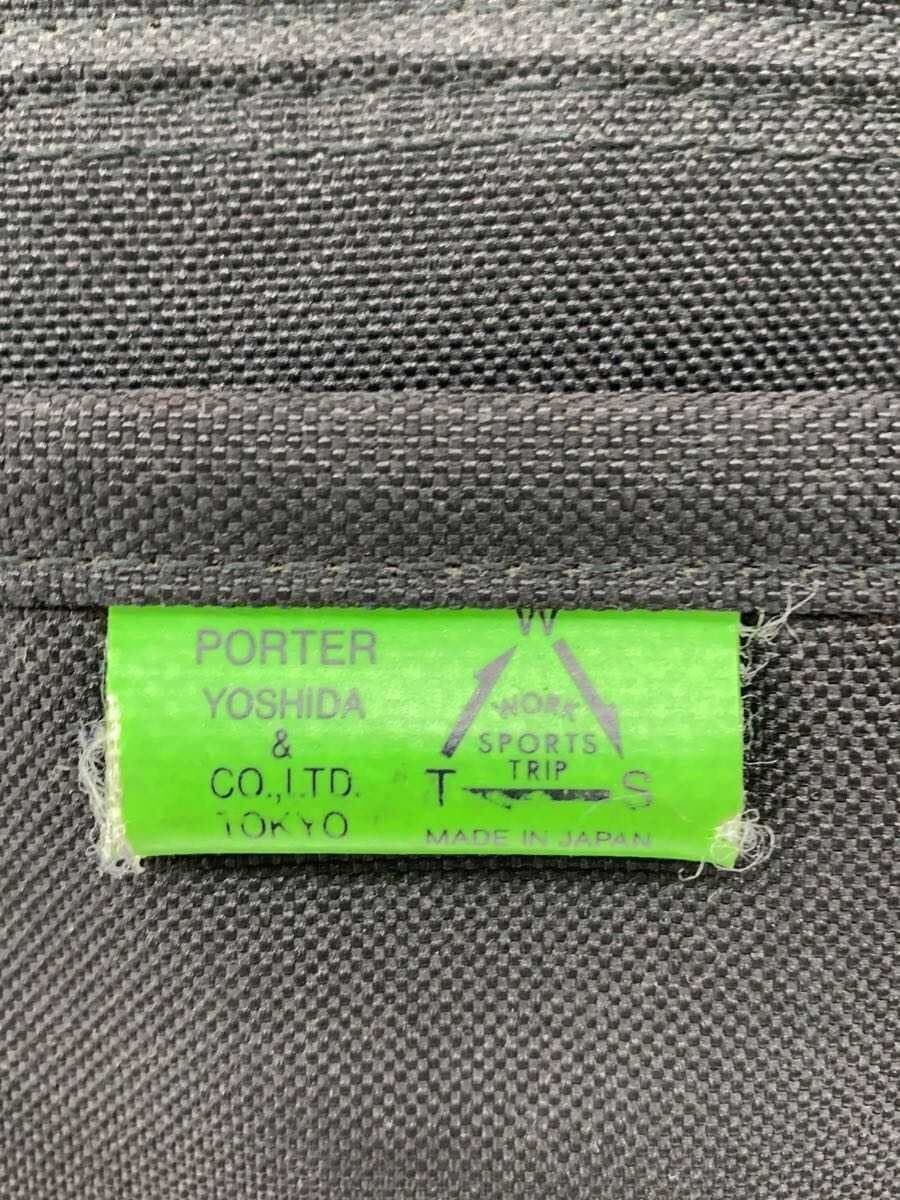 PORTER
YOSHIDA
&
CO.,LTD.
TOKYO
W
WORK
SPORTS
TRIP
T S
MADE IN JAPAN